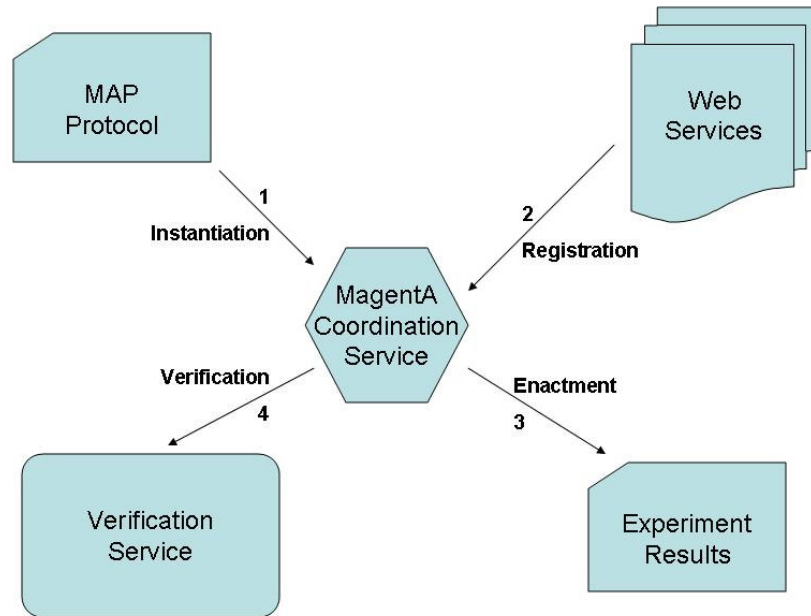 MAP
Protocol
Web
Services
1
Instantiation
2
Registration
MagentA
Coordination
Service
Verification
4
Enactment
3
Verification
Service
Experiment
Results